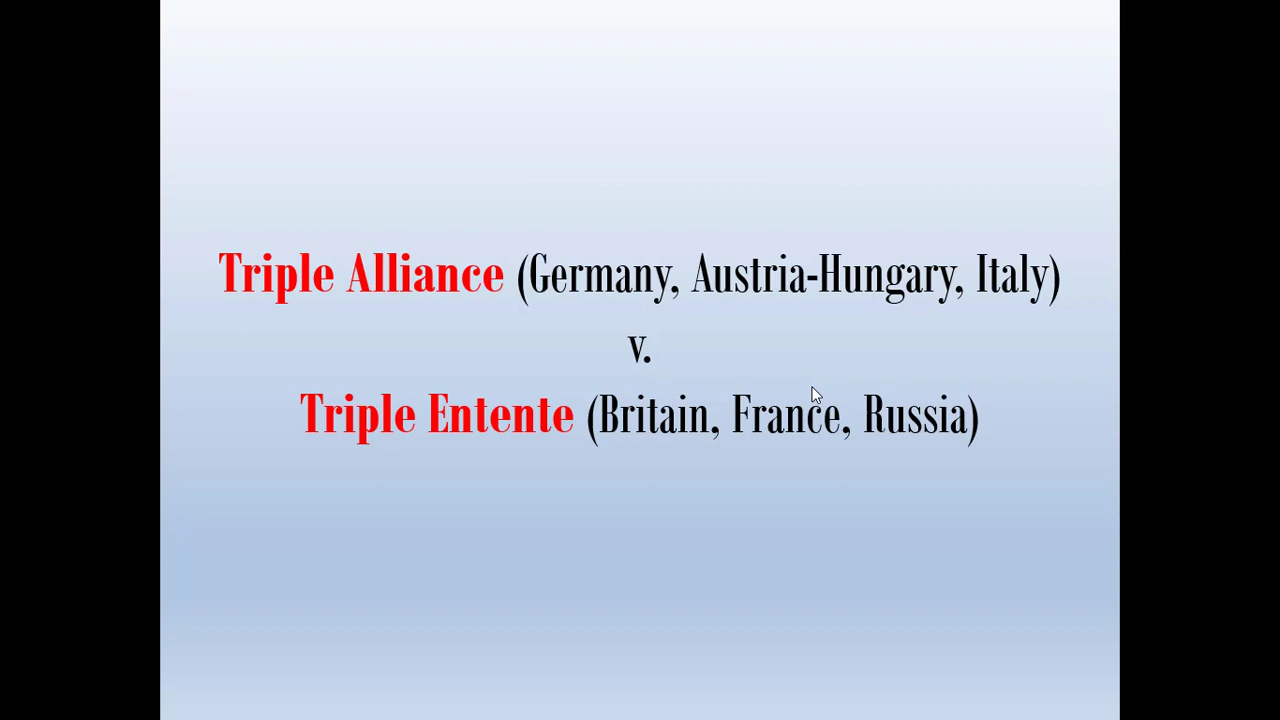 Triple Alliance (Germany, Austria-Hungary, Italy)
v.
Triple Entente (Britain, France, Russia)